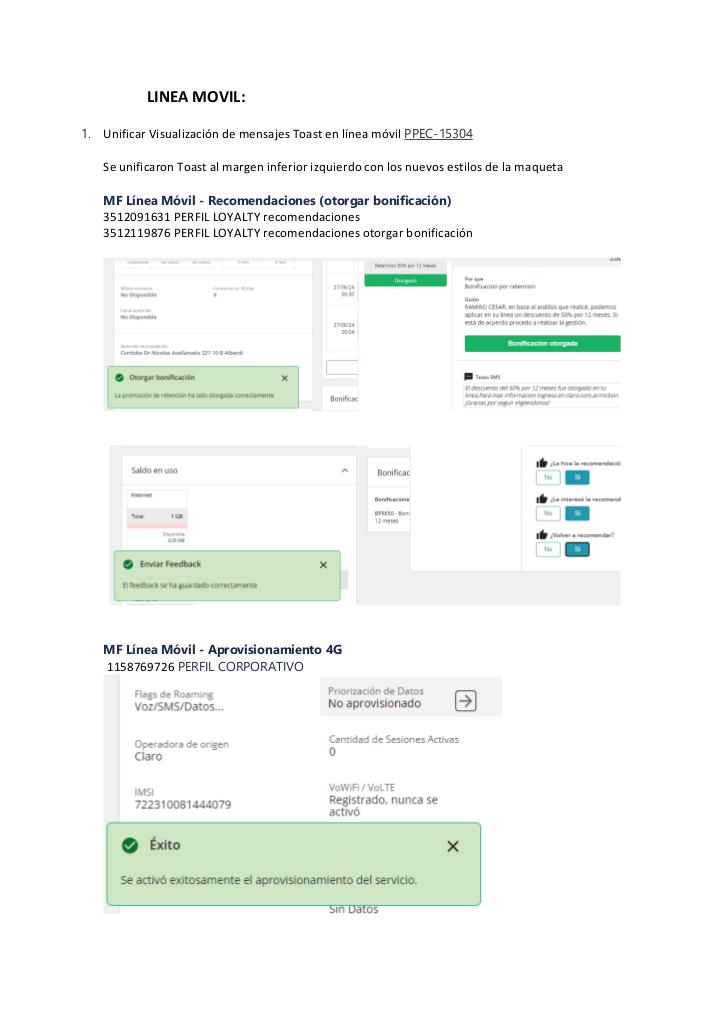 LINEA MOVIL:
1. Unificar Visualización de mensajes Toast en línea móvil PPEC-15304
Se unificaron Toast al margen inferior izquierdo con los nuevos estilos de la maqueta
MF Línea Móvil - Recomendaciones (otorgar bonificación)
3512091631 PERFIL LOYALTY recomendaciones
3512119876 PERFIL LOYALTY recomendaciones otorgar bonificación
Último contacto
No Disponible
Contactos en 30 días
0
Canal preferido
No Disponible
Domicilio de instalación
Cordoba Dr Nicolas Avellaneda 327 10 B Alberdi
Otorgar bonificación
La promoción de retención ha sido otorgada correctamente
27/06/24
00:30
27/06/24
00:04
Bonificac
Retencion 50% por 12 meses
Otorgado
Por que
Bonificacion por retencion
Guión
RAMIRO CESAR, en base al análisis que realicé, podemos
aplicar en su línea un descuento de 50% por 12 meses. Si
está de acuerdo procedo a realizar la gestión.
Bonificación otorgada
Texto SMS
El descuento del 50% por 12 meses fue otorgado en tu
linea.Para mas informacion ingresa en claro.com.ar/micbon.
¡Gracias por seguir eligiendonos!
Saldo en uso
Internet
Total 1 GB
Disponible
0,00 MB
Enviar Feedback
El feedback se ha guardado correctamente
Bonificac
Bonificacione
BFRE50 - Boni
12 meses
¿Le hice la recomendació
No Si
¿Le interesó la recomend
No Si
¿Volver a recomendar?
No Si
MF Línea Móvil - Aprovisionamiento 4G
1158769726 PERFIL CORPORATIVO
Flags de Roaming
Voz/SMS/Datos...
Priorización de Datos
No aprovisionado
Operadora de origen
Claro
Cantidad de Sesiones Activas
0
IMSI
722310081444079
VoWiFi / VoLTE
Registrado, nunca se
activó
Éxito
Se activó exitosamente el aprovisionamiento del servicio.
Sin Datos